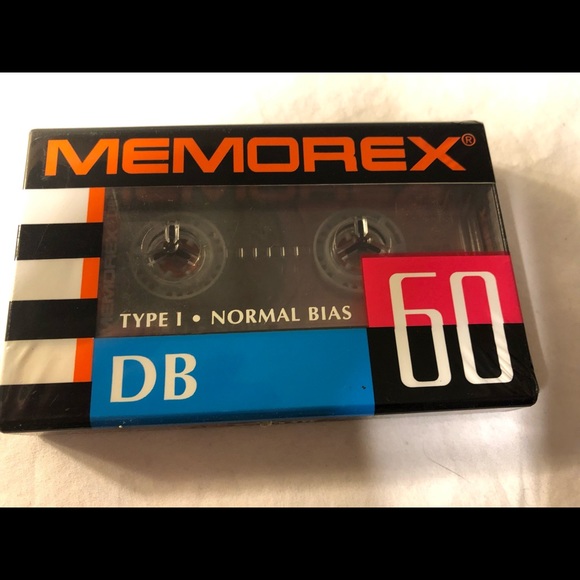 MEMOREX®
TYPE I • NORMAL BIAS
DB
60